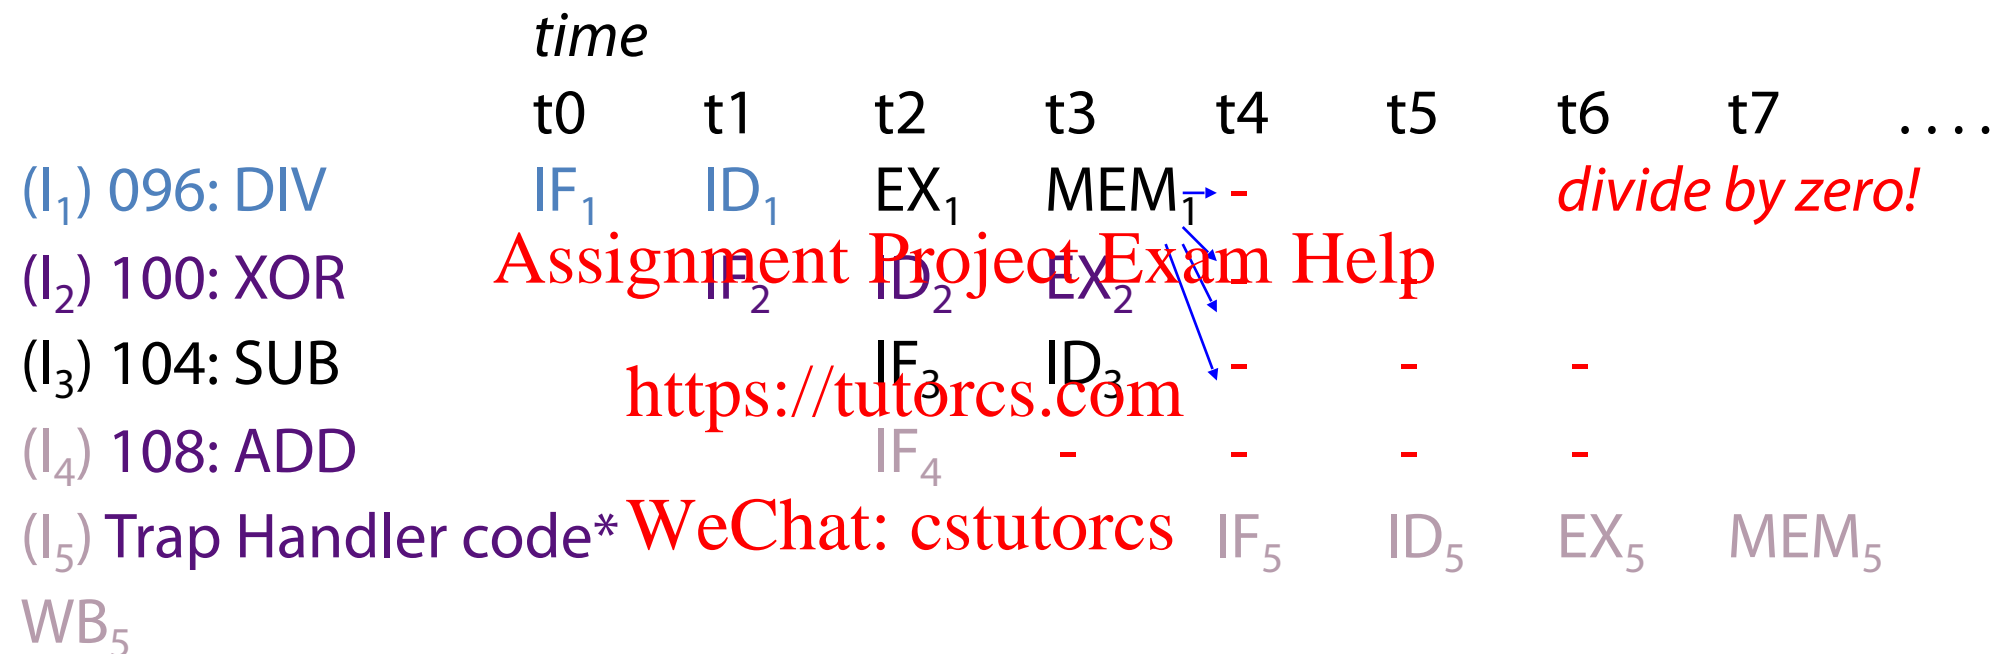 time
t0 t1 t2 t3 t4 t5 t6 t7 ....
(I1) 096: DIV IF1 ID1 EX1 MEM1 - divide by zero!
Assignment Project Exam Help
(I2) 100: XOR IF2 ID2 EX2 - -
(I3) 104: SUB IF3 ID3 - - -
https://tutorcs.com
(I4) 108: ADD IF4 - - - -
(I5) Trap Handler code* IF5 ID5 EX5 MEM5
WeChat: cstutorcs
WB5